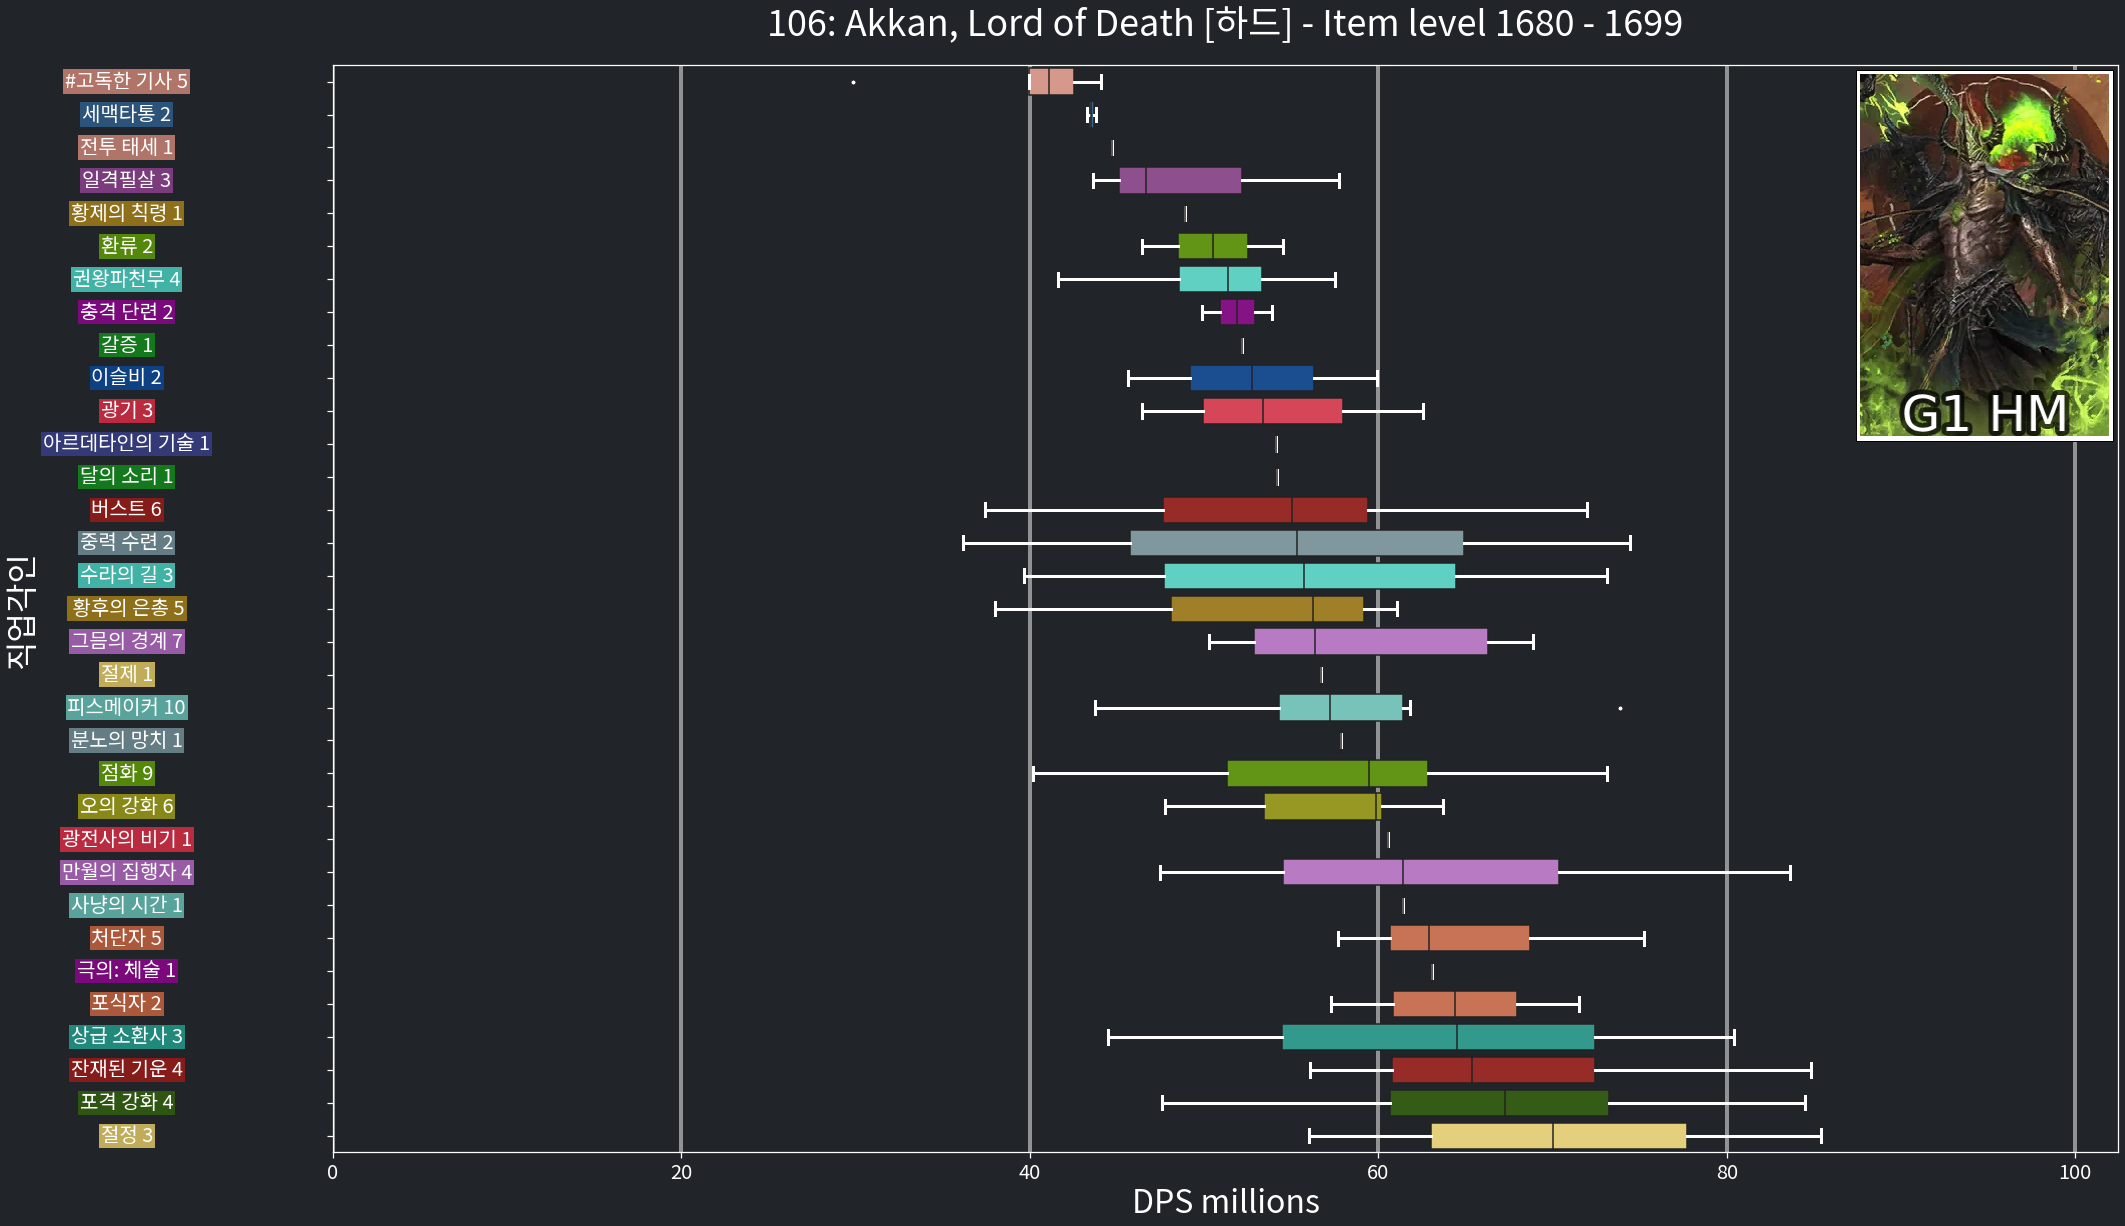 106: Akkan, Lord of Death [하드] - Item level 1680 - 1699
#고독한 기사 5
세맥타통 2
전투 태세 1
일격필살 3
황제의 칙령 1
환류 2
권왕파천무 4
충격 단련 2
갈증 1
이슬비 2
광기 3
아르데타인의 기술 1
달의 소리 1
버스트 6
중력 수련 2
수라의 길 3
황후의 은총 5
그믐의 경계 7
절제 1
피스메이커 10
분노의 망치 1
점화 9
오의 강화 6
광전사의 비기 1
만월의 집행자 4
사냥의 시간 1
처단자 5
극의: 체술 1
포식자 2
상급 소환사 3
잔재된 기운 4
포격 강화 4
절정 3
직업각인
G1 HM
0 20 40 60 80 100
DPS millions